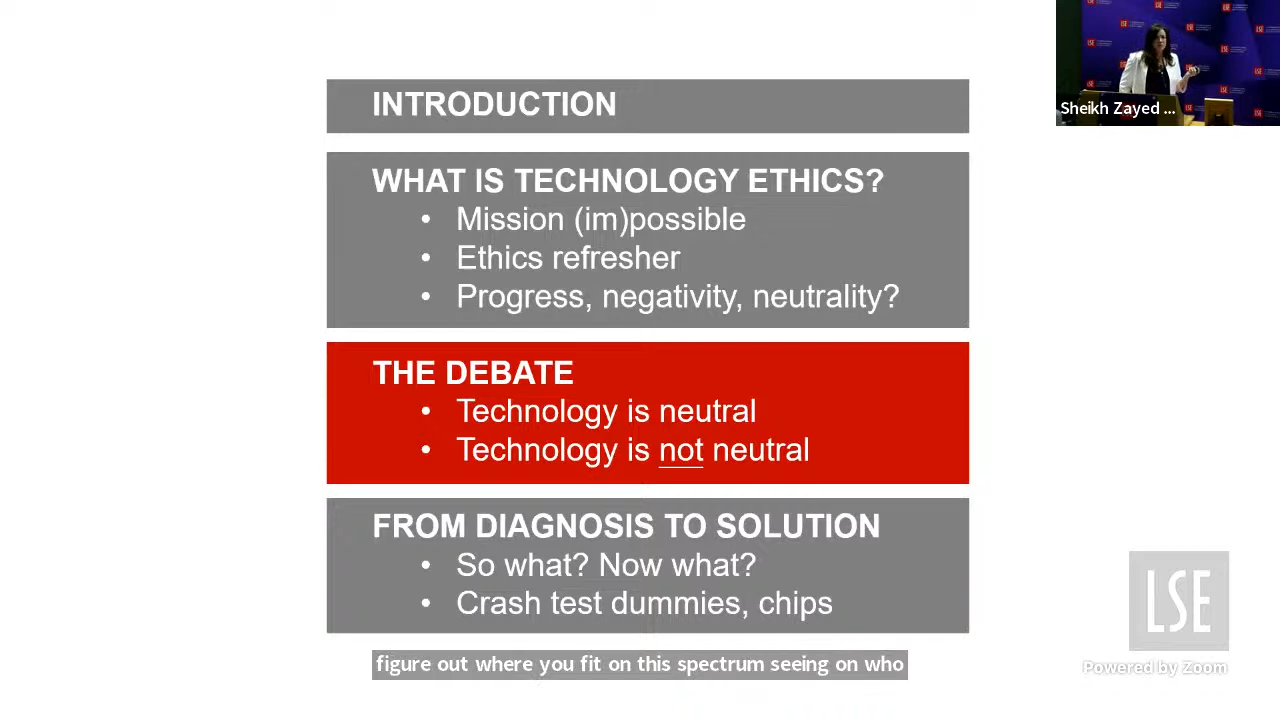 INTRODUCTION
WHAT IS TECHNOLOGY ETHICS?
• Mission (im)possible
• Ethics refresher
• Progress, negativity, neutrality?
THE DEBATE
• Technology is neutral
• Technology is not neutral
FROM DIAGNOSIS TO SOLUTION
• So what? Now what?
• Crash test dummies, chips
figure out where you fit on this spectrum seeing on who
Sheikh Zayed ...
LSE
Powered by Zoom